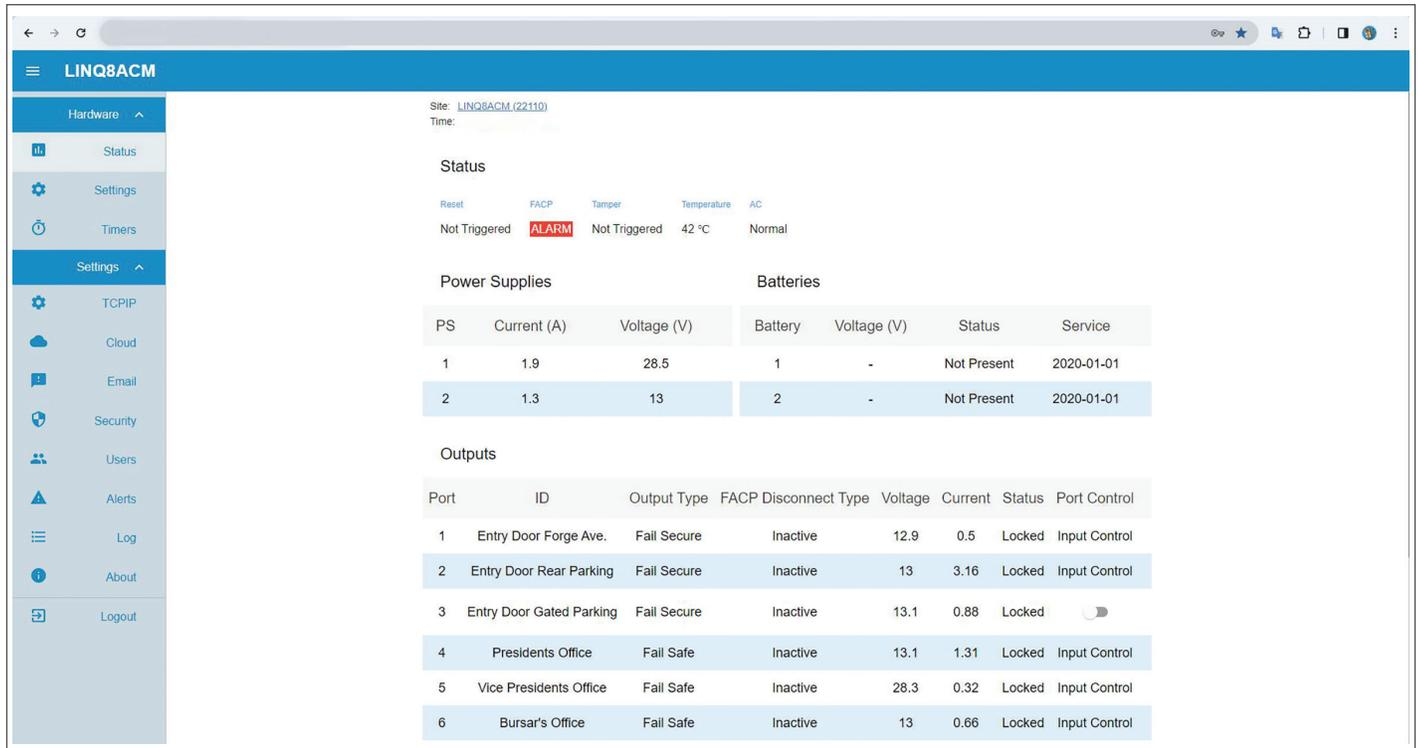 LINQ8ACM
Hardware
Status
Settings
Timers
Settings
TCPIP
Cloud
Email
Security
Users
Alerts
Log
About
Logout
Site: LINQ8ACM (22110)
Time:
Status
Reset FACP Tamper Temperature AC
Not Triggered ALARM Not Triggered 42 °C Normal
Power Supplies
PS Current (A) Voltage (V)
1 1.9 28.5
2 1.3 13
Batteries
Battery Voltage (V) Status Service
1 - Not Present 2020-01-01
2 - Not Present 2020-01-01
Outputs
Port ID Output Type FACP Disconnect Type Voltage Current Status Port Control
1 Entry Door Forge Ave. Fail Secure Inactive 12.9 0.5 Locked Input Control
2 Entry Door Rear Parking Fail Secure Inactive 13 3.16 Locked Input Control
3 Entry Door Gated Parking Fail Secure Inactive 13.1 0.88 Locked
4 Presidents Office Fail Safe Inactive 13.1 1.31 Locked Input Control
5 Vice Presidents Office Fail Safe Inactive 28.3 0.32 Locked Input Control
6 Bursar's Office Fail Safe Inactive 13 0.66 Locked Input Control